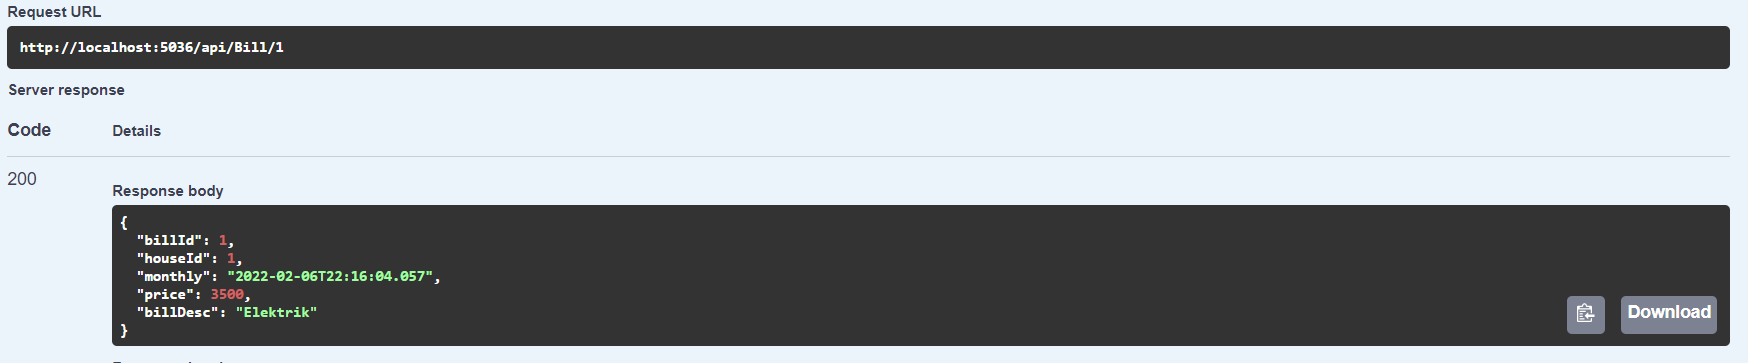 Request URL
http://localhost:5036/api/Bill/1
Server response
Code Details
200
Response body
{
"billId": 1,
"houseId": 1,
"monthly": "2022-02-06T22:16:04.057",
"price": 3500,
"billDesc": "Elektrik"
}
Download